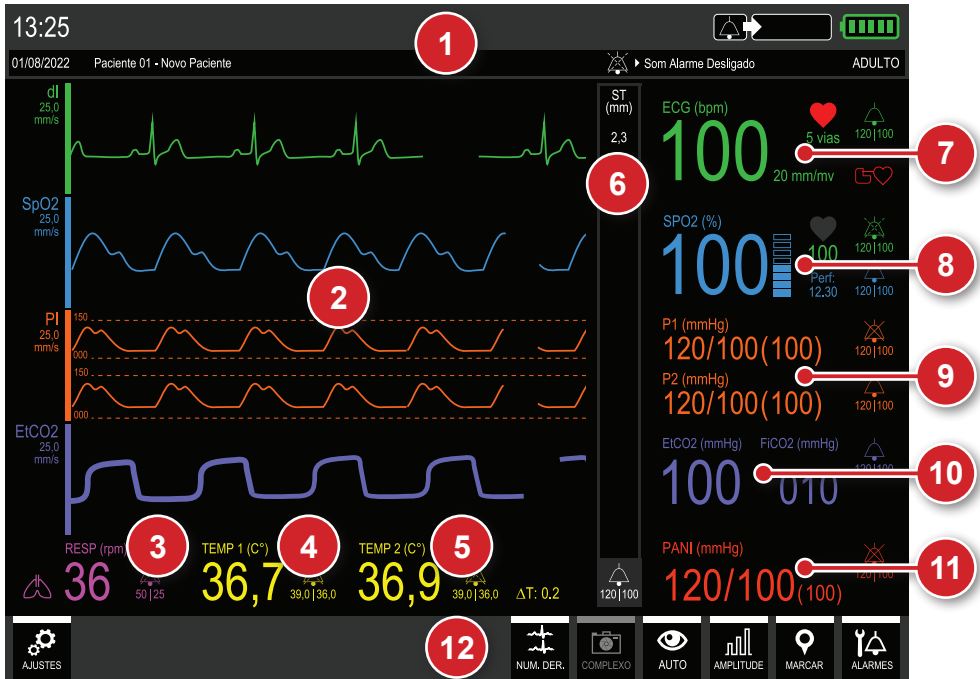 13:25
1
01/08/2022 Paciente 01 - Novo Paciente Som Alarme Desligado ADULTO
dI
25,0
mm/s
SpO2
25,0
mm/s
2
PI
25,0
mm/s
150
000
150
000
EtCO2
25,0
mm/s
ST
(mm)
2,3
6
120|100
ECG (bpm)
100
5 vias
20 mm/mv
120|100
7
SPO2 (%)
100
100
Perf:
12.30
120|100
120|100
8
P1 (mmHg)
120/100(100)
120|100
P2 (mmHg)
120/100(100)
120|100
9
EtCO2 (mmHg) FiCO2 (mmHg)
100 010
120|100
10
RESP (rpm)
36
50|25
3
TEMP 1 (C°)
36,7
39,0|36,0
4
TEMP 2 (C°)
36,9
39,0|36,0
5
ΔT: 0.2
PANI (mmHg)
120/100(100)
120|100
11
AJUSTES
12
NUM. DER.
COMPLEXO
AUTO
AMPLITUDE
MARCAR
ALARMES